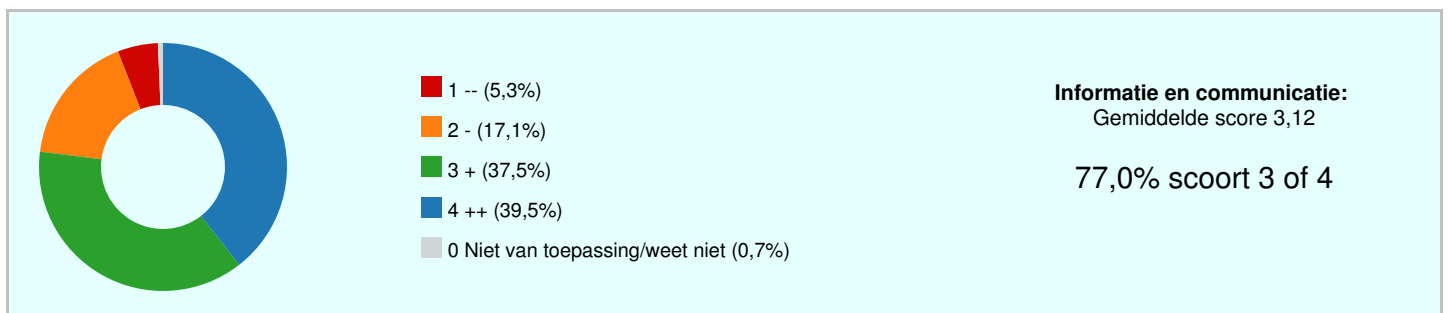 1 -- (5,3%)
2 - (17,1%)
3 + (37,5%)
4 ++ (39,5%)
0 Niet van toepassing/weet niet (0,7%)
Informatie en communicatie:
Gemiddelde score 3,12
77,0% scoort 3 of 4